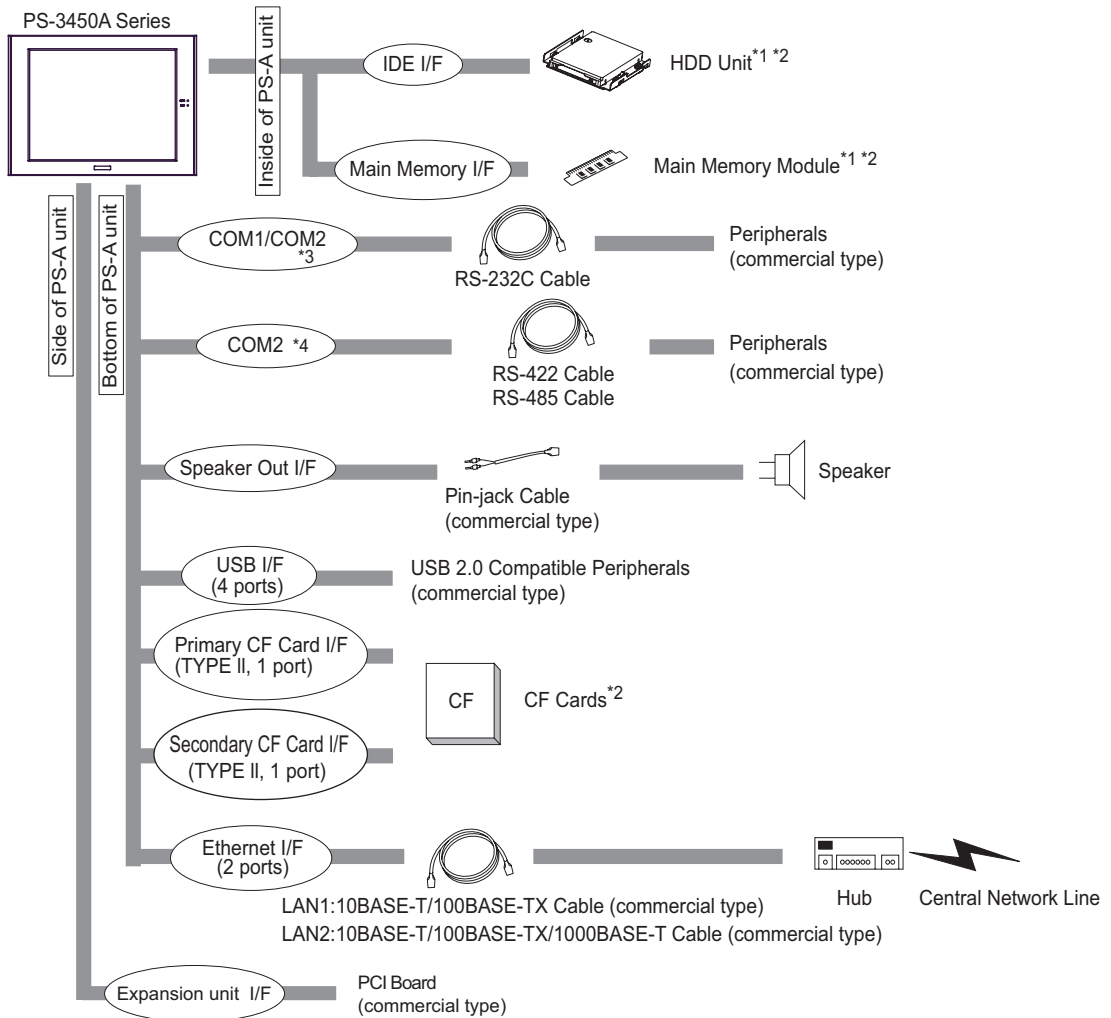 PS-3450A Series
Inside of PS-A unit
IDE I/F
HDD Unit*1 *2
Main Memory I/F
Main Memory Module*1 *2
Side of PS-A unit
Bottom of PS-A unit
COM1/COM2
*3
RS-232C Cable
Peripherals
(commercial type)
COM2 *4
RS-422 Cable
RS-485 Cable
Peripherals
(commercial type)
Speaker Out I/F
Pin-jack Cable
(commercial type)
Speaker
USB I/F
(4 ports)
USB 2.0 Compatible Peripherals
(commercial type)
Primary CF Card I/F
(TYPE II, 1 port)
CF
CF Cards*2
Secondary CF Card I/F
(TYPE II, 1 port)
Ethernet I/F
(2 ports)
Hub
Central Network Line
LAN1:10BASE-T/100BASE-TX Cable (commercial type)
LAN2:10BASE-T/100BASE-TX/1000BASE-T Cable (commercial type)
Expansion unit I/F
PCI Board
(commercial type)